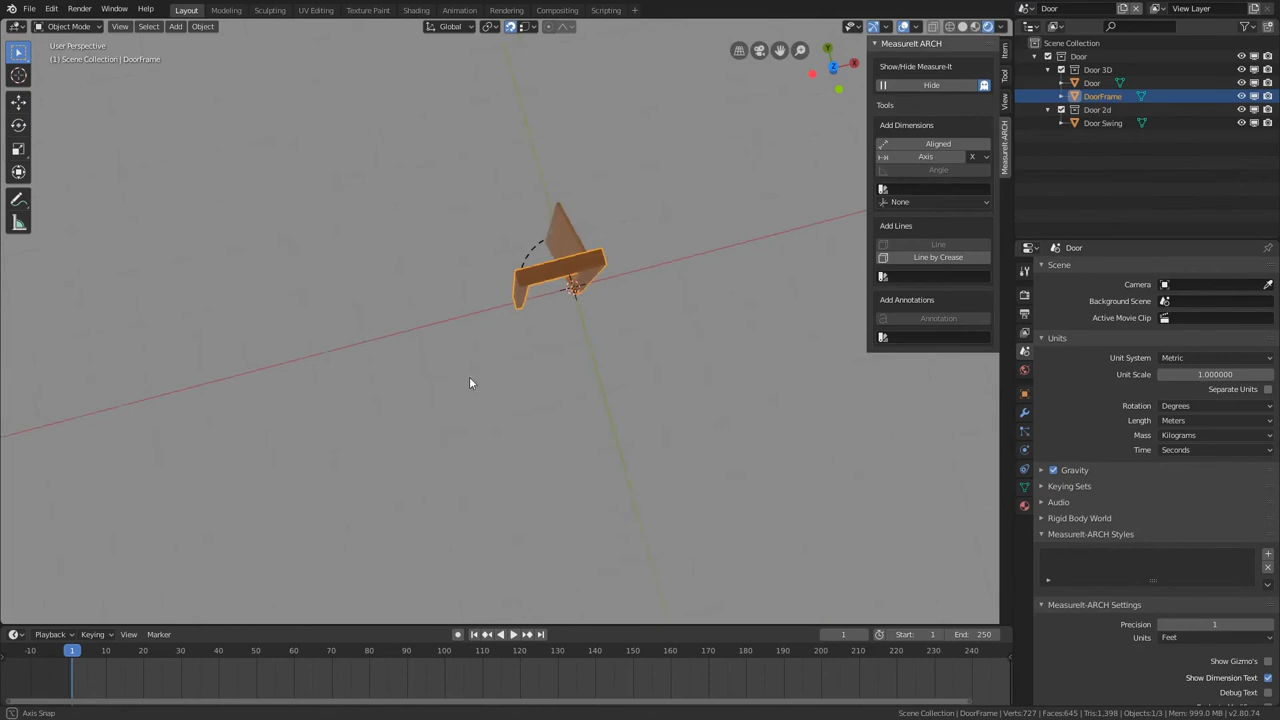 File Edit Render Window Help Layout Modeling Sculpting UV Editing Texture Paint Shading Animation Rendering Compositing Scripting + Door View Layer
Object Mode View Select Add Object Global
User Perspective
(1) Scene Collection | DoorFrame
Y
X
Z
MeasureIt ARCH
Show/Hide Measure-It
Hide
Tools
Add Dimensions
Aligned
Axis X
Angle
None
Add Lines
Line
Line by Crease
Add Annotations
Annotation
Item
Tool
View
MeasureIt-ARCH
Scene Collection
Door
Door 3D
Door
DoorFrame
Door 2d
Door Swing
Door
Scene
Camera
Background Scene
Active Movie Clip
Units
Unit System Metric
Unit Scale 1.000000
Separate Units
Rotation Degrees
Length Meters
Mass Kilograms
Time Seconds
Gravity
Keying Sets
Audio
Rigid Body World
MeasureIt-ARCH Styles
MeasureIt-ARCH Settings
Precision 1
Units Feet
Show Gizmo's
Show Dimension Text
Debug Text
Playback Keying View Marker 1 Start: 1 End: 250
-10 1 10 20 30 40 50 60 70 80 90 100 110 120 130 140 150 160 170 180 190 200 210 220 230 240
Axis Snap
Scene Collection | DoorFrame | Verts:727 | Faces:645 | Tris:1,398 | Objects:1/3 | Mem: 999.0 MB | v2.80.74